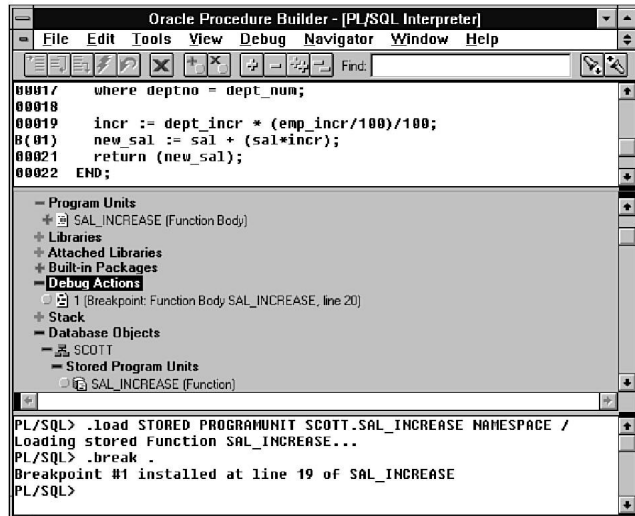 Oracle Procedure Builder - [PL/SQL Interpreter]
File Edit Tools View Debug Navigator Window Help
Find:
00017 where deptno = dept_num;
00018
00019 incr := dept_incr * (emp_incr/100)/100;
B(01) new_sal := sal + (sal*incr);
00021 return (new_sal);
00022 END;
Program Units
SAL_INCREASE (Function Body)
Libraries
Attached Libraries
Built-in Packages
Debug Actions
1 (Breakpoint: Function Body SAL_INCREASE, line 20)
Stack
Database Objects
SCOTT
Stored Program Units
SAL_INCREASE (Function)
PL/SQL> .load STORED PROGRAMUNIT SCOTT.SAL_INCREASE NAMESPACE /
Loading stored Function SAL_INCREASE...
PL/SQL> .break .
Breakpoint #1 installed at line 19 of SAL_INCREASE
PL/SQL>